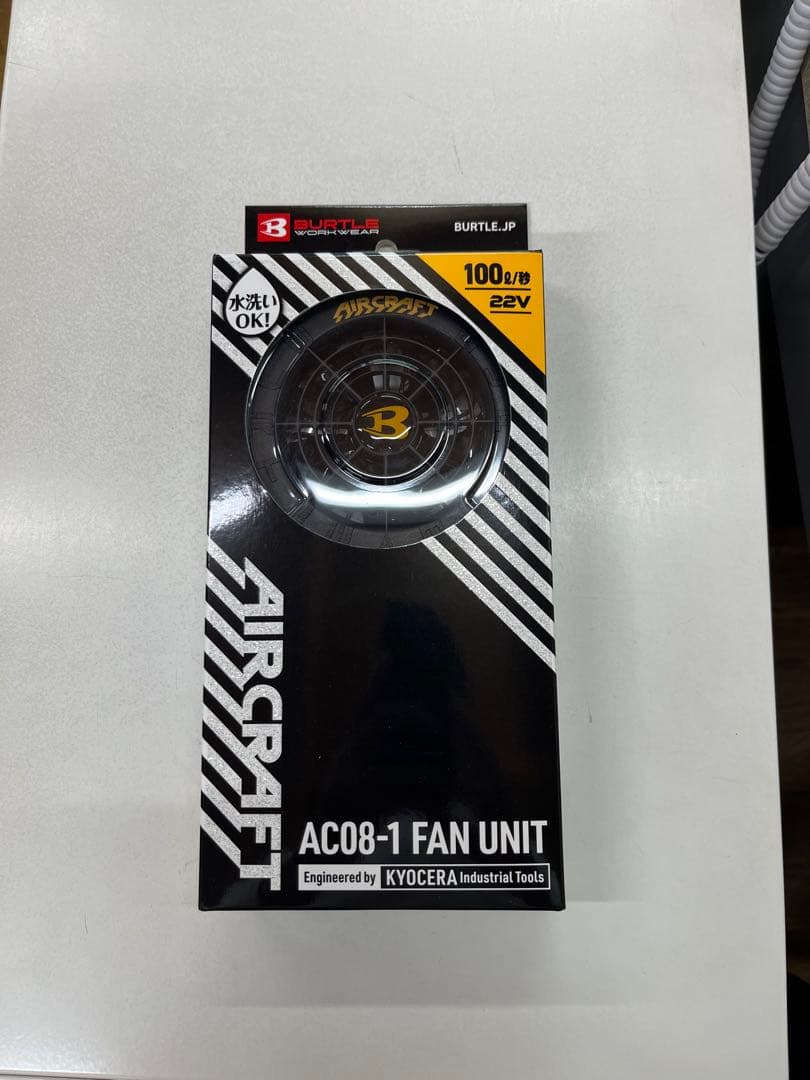 BURTLE
WORKWEAR
BURTLE.JP
100ℓ/秒
22V
水洗い
OK!
AIRCRAFT
B
AIRCRAFT
AC08-1 FAN UNIT
Engineered by KYOCERA Industrial Tools